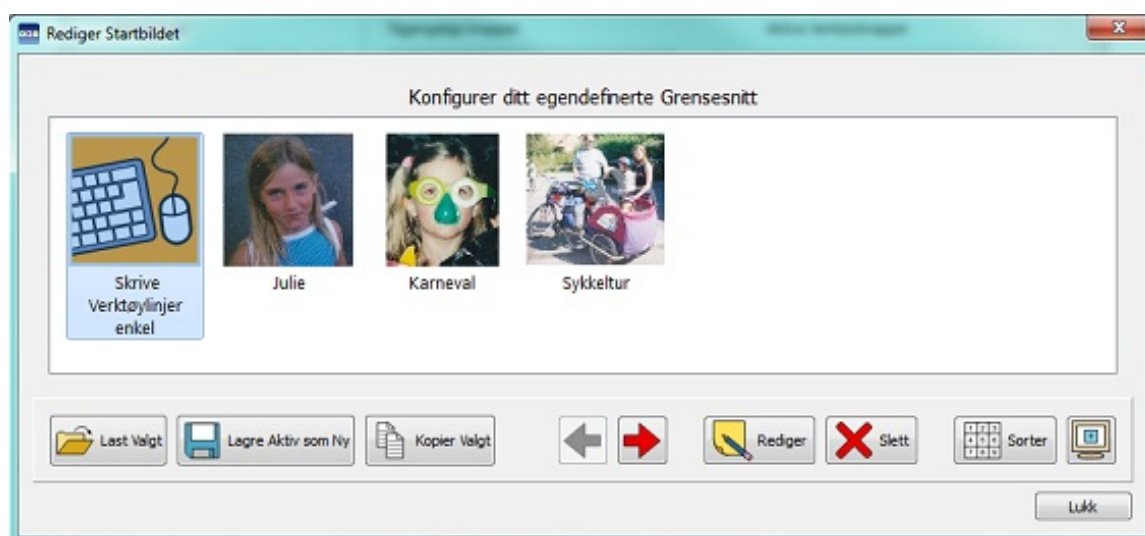 Rediger Startbildet
Konfigurer ditt egendefinerte Grensesnitt
Skrive
Verktøylinjer
enkel
Julie
Karneval
Sykkeltur
Last Valgt
Lagre Aktiv som Ny
Kopier Valgt
Rediger
Slett
Sorter
Lukk